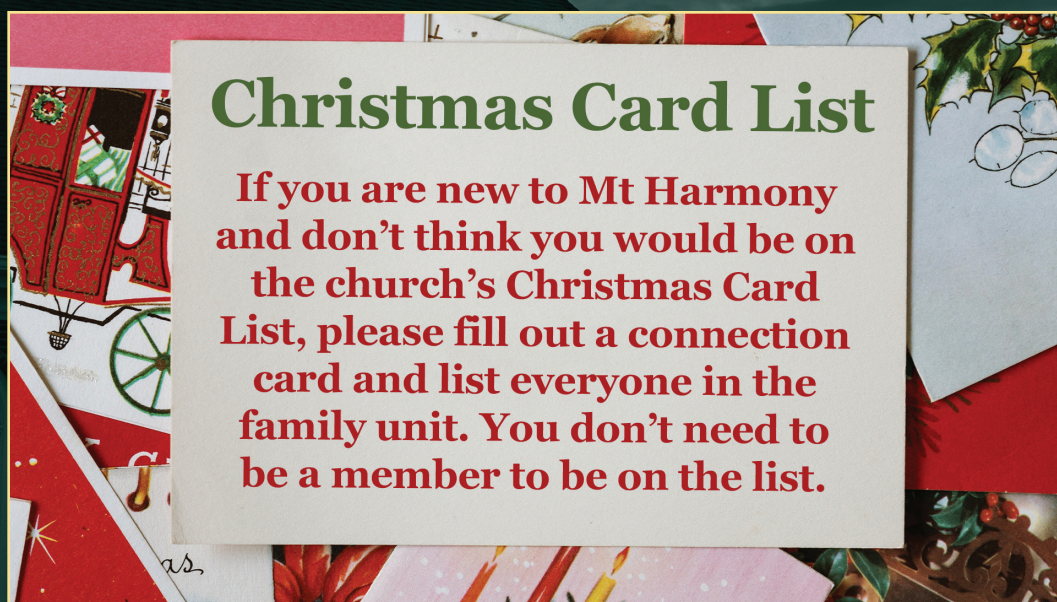 Christmas Card List
If you are new to Mt Harmony
and don’t think you would be on
the church’s Christmas Card
List, please fill out a connection
card and list everyone in the
family unit. You don’t need to
be a member to be on the list.
as